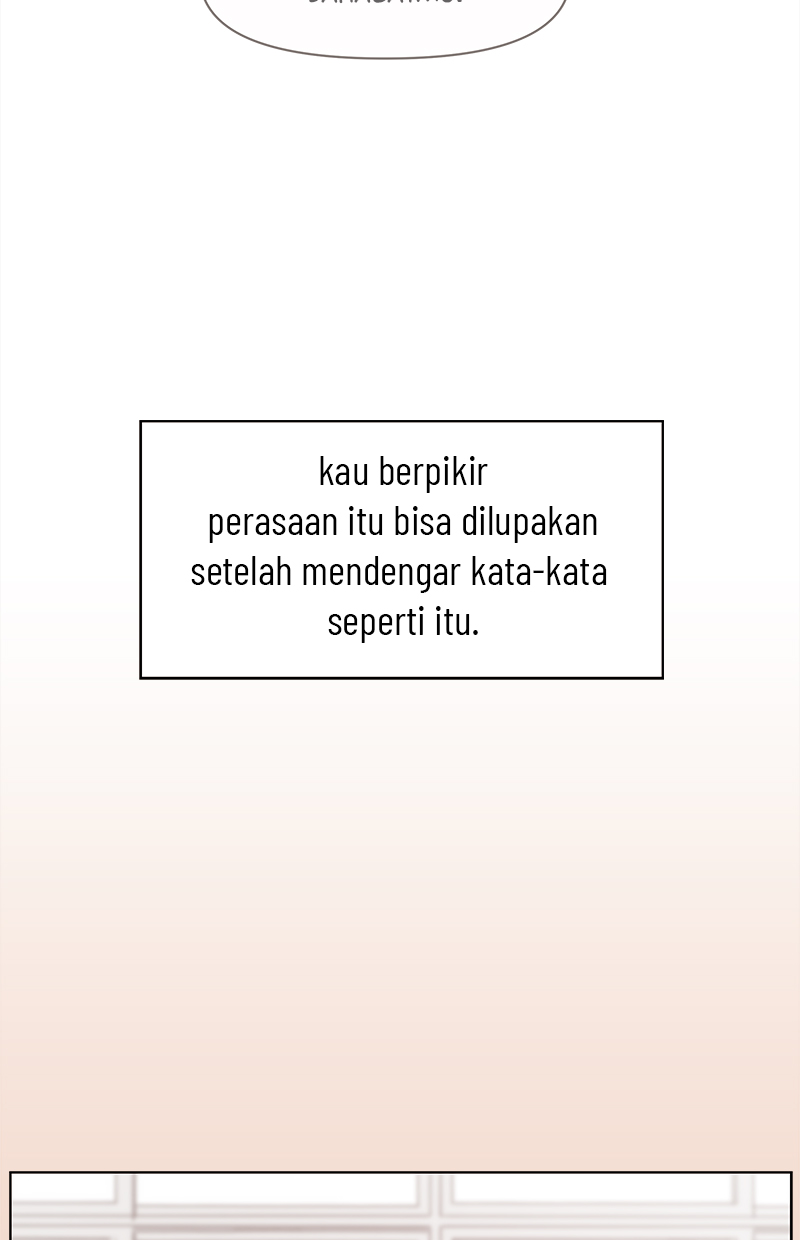 kau berpikir
perasaan itu bisa dilupakan
setelah mendengar kata-kata
seperti itu.